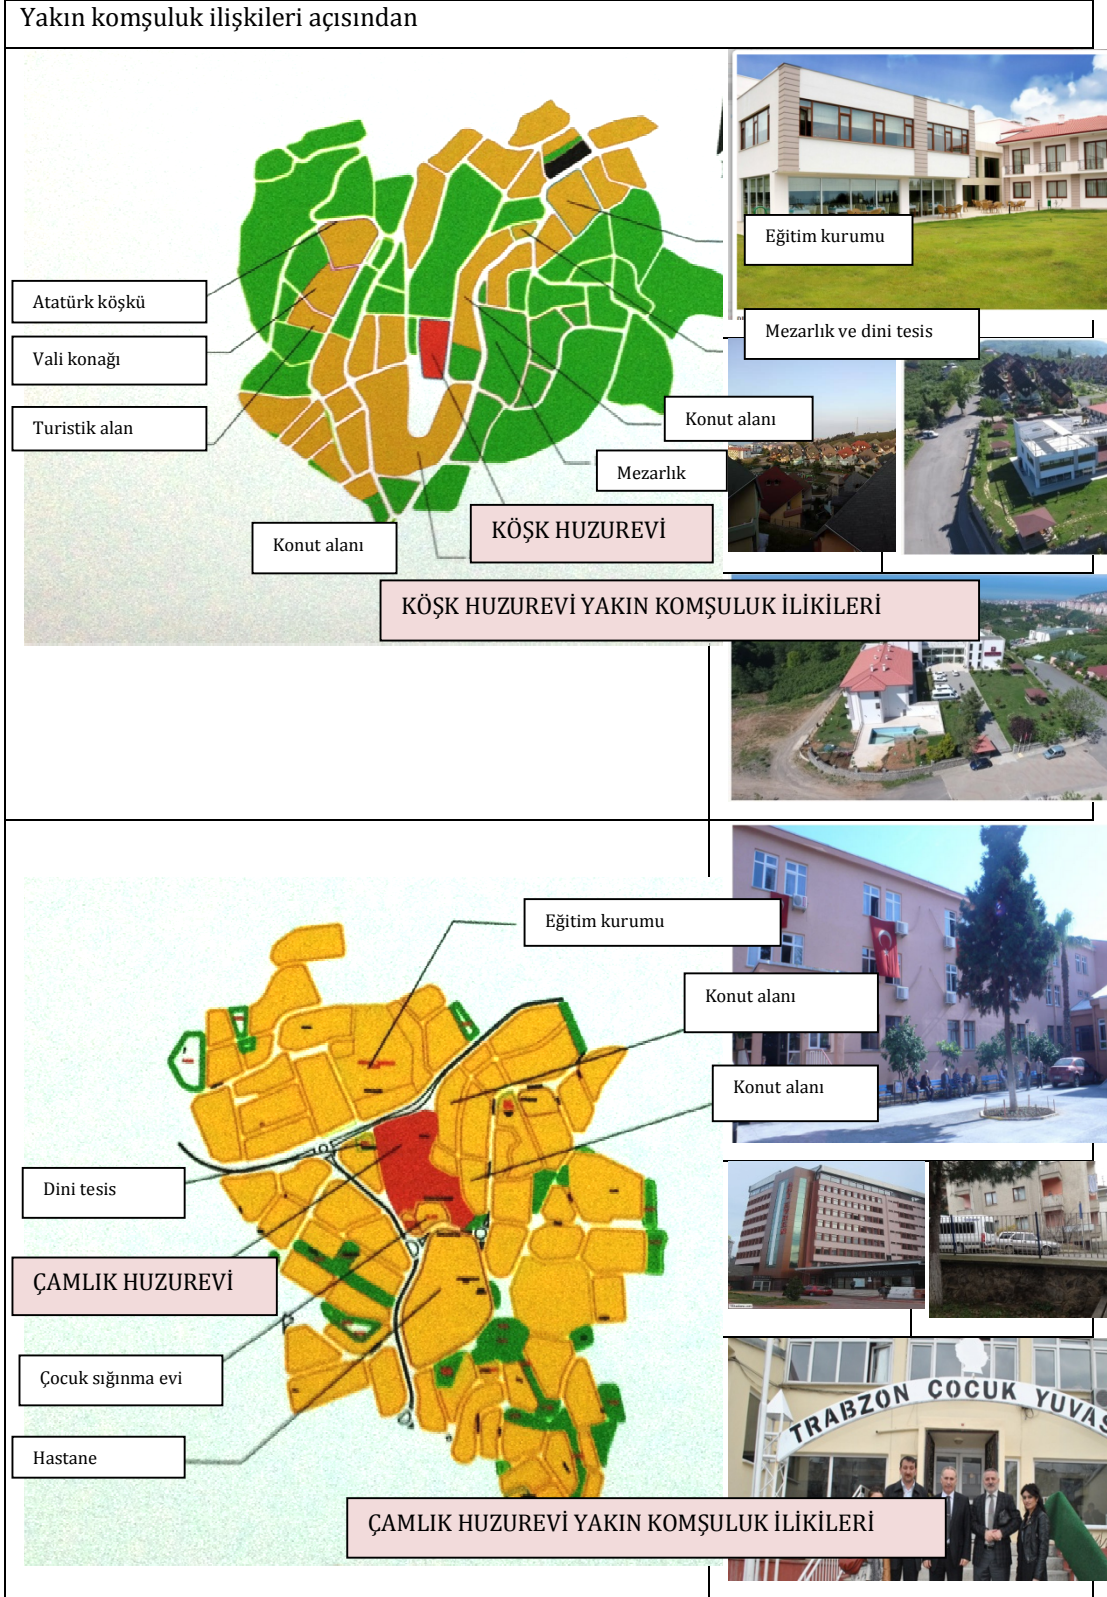 Yakın komşuluk ilişkileri açısından
Eğitim kurumu
Atatürk köşkü
Mezarlık ve dini tesis
Vali konağı
Turistik alan
Konut alanı
Mezarlık
KÖŞK HUZUREVİ
Konut alanı
KÖŞK HUZUREVİ YAKIN KOMŞULUK İLİKİLERİ
Eğitim kurumu
Konut alanı
Konut alanı
Dini tesis
ÇAMLIK HUZUREVİ
Çocuk sığınma evi
TRABZON ÇOCUK YUVAS
Hastane
ÇAMLIK HUZUREVİ YAKIN KOMŞULUK İLİKİLERİ